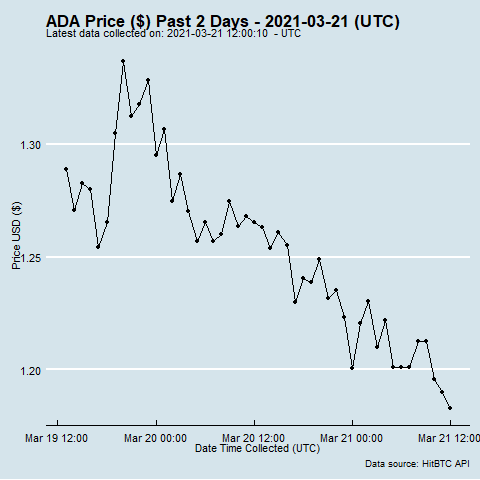 ADA Price ($) Past 2 Days - 2021-03-21 (UTC)
Latest data collected on: 2021-03-21 12:00:10  - UTC
Price USD ($)
1.30
1.25
1.20
Mar 19 12:00 Mar 20 00:00 Mar 20 12:00 Mar 21 00:00 Mar 21 12:00
Date Time Collected (UTC)
Data source: HitBTC API